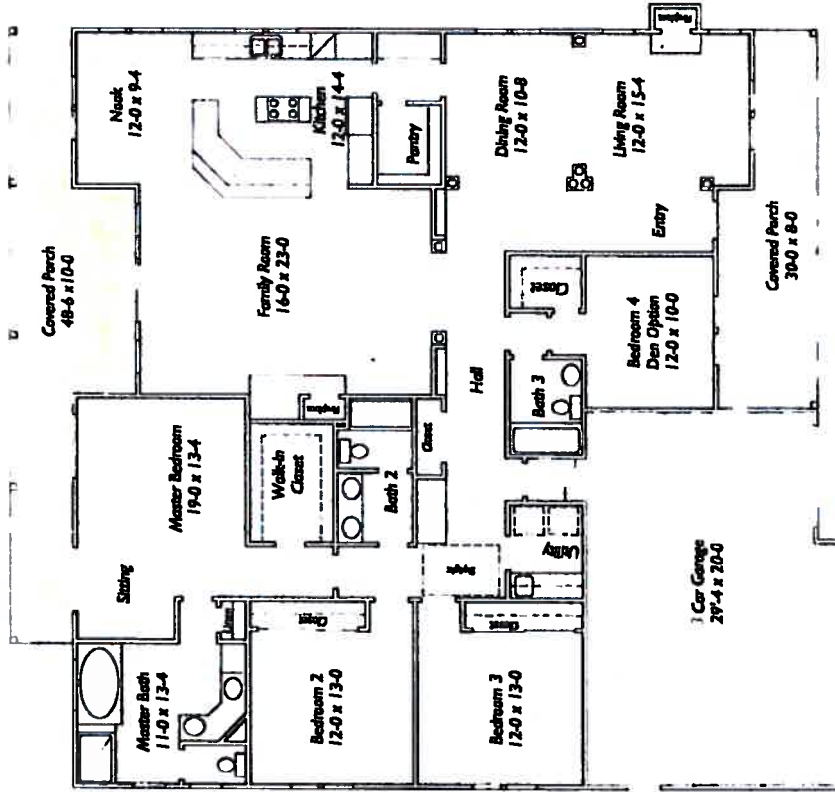 Covered Porch
48-6 x 10-0
Nook
12-0 x 9-4
Kitchen
12-0 x 14-4
Pantry
Dining Room
12-0 x 10-8
Living Room
12-0 x 15-4
Entry
Covered Porch
30-0 x 8-0
Family Room
16-0 x 23-0
Hall
Closet
Bedroom 4
Den Option
12-0 x 10-0
Bath 3
Master Bedroom
19-0 x 13-4
Sitting
Walk-In
Closet
Bath 2
Closet
Utility
3 Car Garage
29'-4 x 20-0
Master Bath
11-0 x 13-4
Linen
Closet
Bedroom 2
12-0 x 13-0
Closet
Bedroom 3
12-0 x 13-0